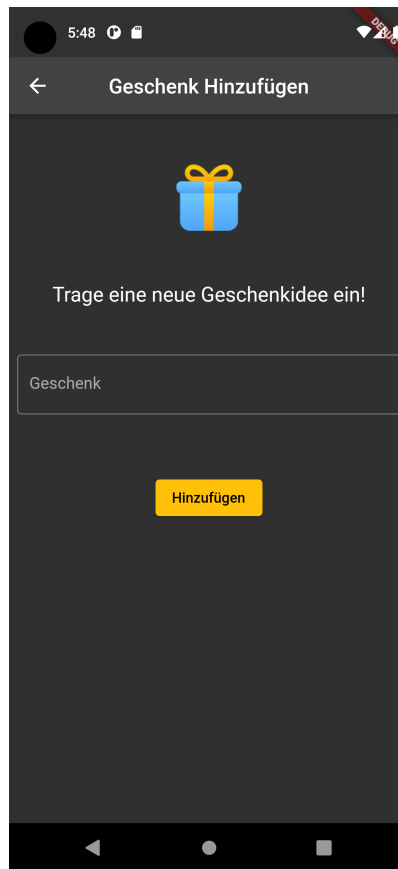 5:48
DEBUG
Geschenk Hinzufügen
Trage eine neue Geschenkidee ein!
Geschenk
Hinzufügen